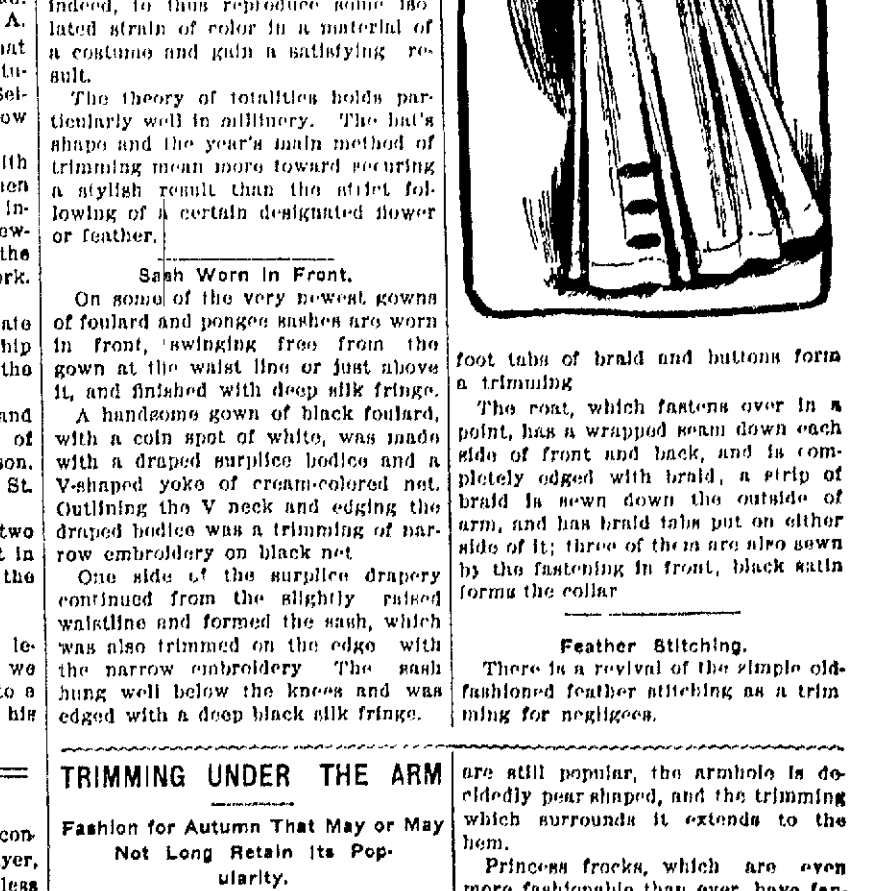 A.
indeed, to thus reproduce some iso
lated strain of color in a material of
a costume and gain a satisfying re-
sult.
The theory of totalities holds par-
ticularly well in millinery. The hat's
shape and the year's main method of
trimming mean more toward securing
a stylish result than the strict fol-
lowing of a certain designated flower
or feather.
Sash Worn in Front.
On some of the very newest gowns
of foulard and pongee sashes are worn
in front, swinging free from the
gown at the waist line or just above
it, and finished with deep silk fringe.
A handsome gown of black foulard,
with a coin spot of white, was made
with a draped surplice bodice and a
V-shaped yoke of cream-colored net.
Outlining the V neck and edging the
draped bodice was a trimming of nar-
row embroidery on black net
One side of the surplice drapery
continued from the slightly raised
waistline and formed the sash, which
was also trimmed on the edge with
the narrow embroidery The sash
hung well below the knees and was
edged with a deep black silk fringe.
foot tabs of braid and buttons form
a trimming
The coat, which fastens over in a
point, has a wrapped seam down each
side of front and back, and is com-
pletely edged with braid, a strip of
braid is sewn down the outside of
arm, and has braid tabs put on either
side of it; three of them are also sewn
by the fastening in front, black satin
forms the collar
Feather Stitching.
There is a revival of the simple old-
fashioned feather stitching as a trim
ming for negligees.
TRIMMING UNDER THE ARM
Fashion for Autumn That May or May
Not Long Retain Its Pop-
ularity.
are still popular, the armhole is de-
cidedly pear shaped, and the trimming
which surrounds it extends to the
hem.
Princess frocks, which are even
more fashionable than ever, have fan-